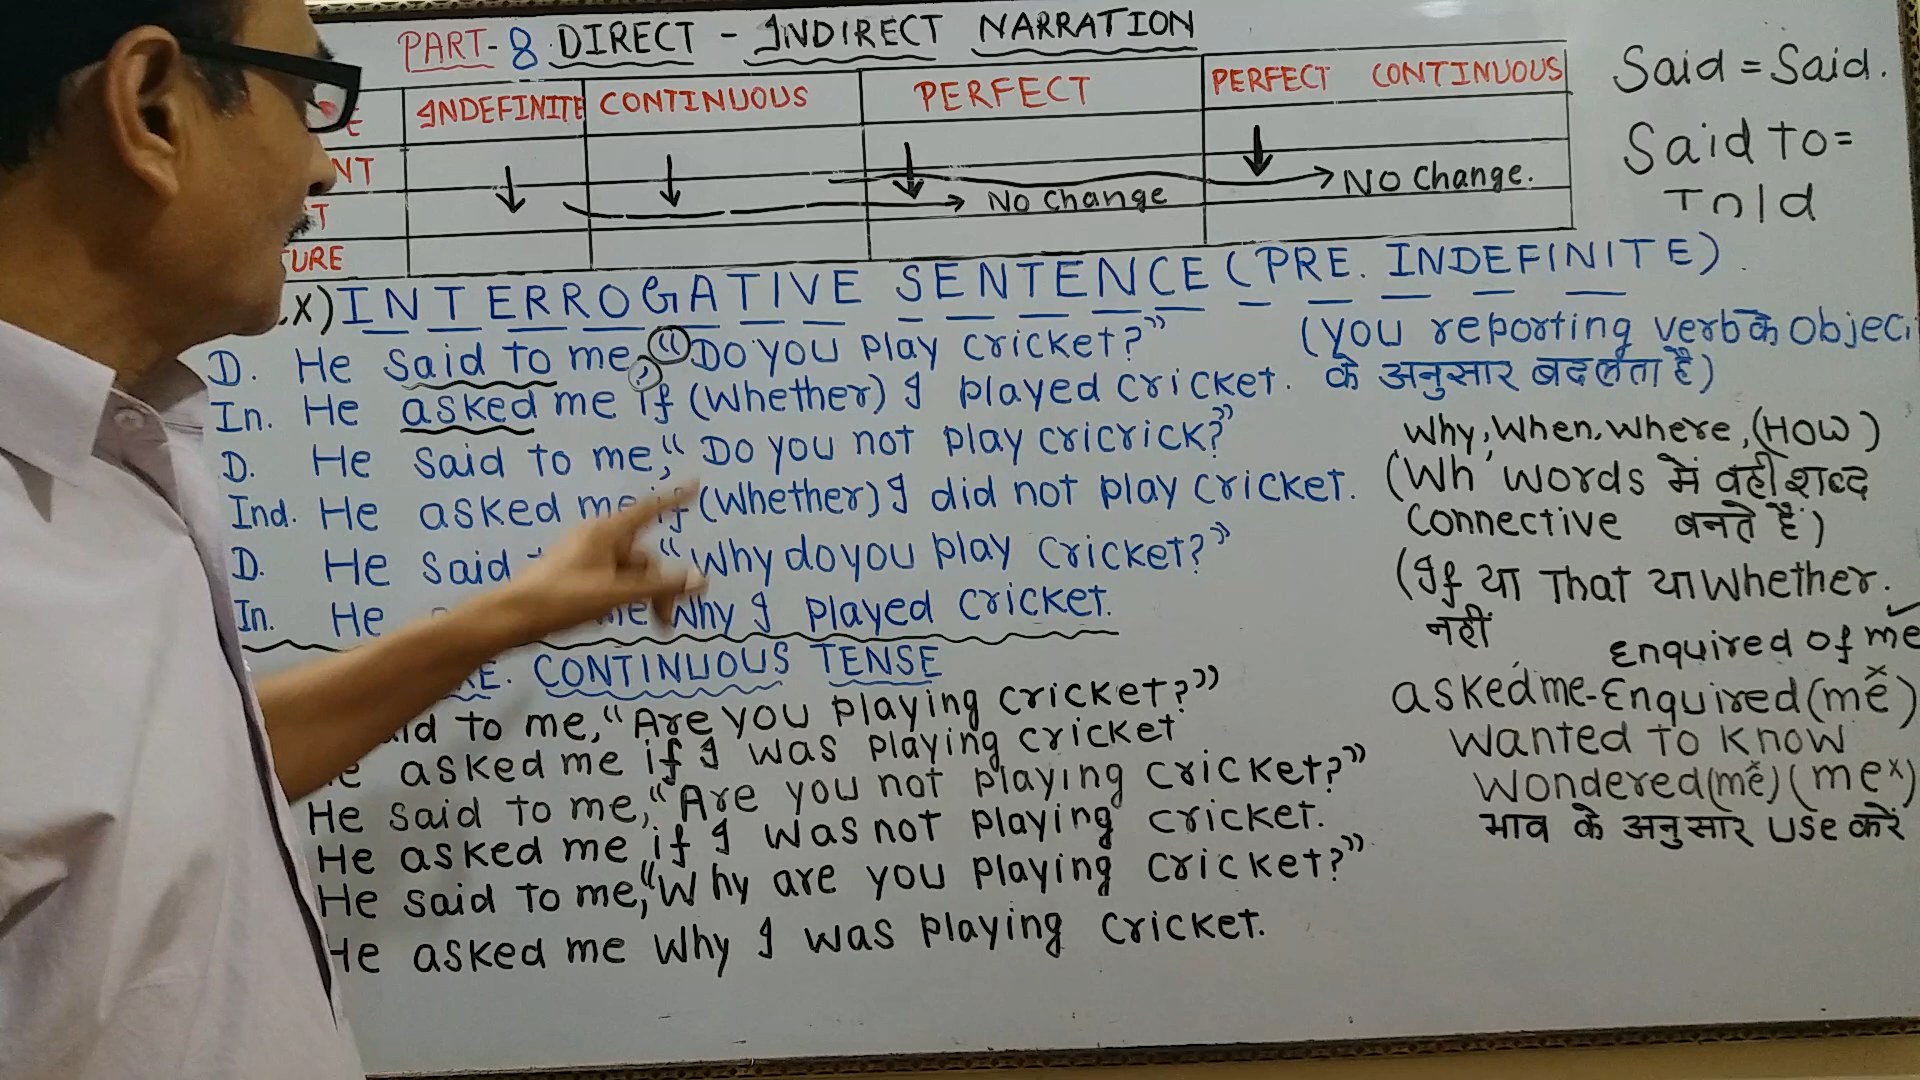 PART-8 DIRECT - INDIRECT NARRATION
E INDEFINITE CONTINUOUS PERFECT PERFECT CONTINUOUS
NT No Change.
T No Change
URE
Said = Said.
Said to =
Told
.X) INTERROGATIVE SENTENCE (PRE. INDEFINITE).
D. He said to me, "Do you play cricket?"
In. He asked me if (Whether) I played cricket.
D. He said to me, "Do you not play cricrick?"
Ind. He asked me if (Whether) I did not play cricket.
D. He said "Why do you play cricket?"
In. He me Why I played cricket.
RE. CONTINUOUS TENSE
aid to me, "Are you playing cricket?"
He asked me if I was playing cricket
He said to me, "Are you not playing cricket?"
He asked me if I was not playing cricket.
He said to me, "Why are you playing cricket?"
He asked me why I was playing cricket.
(you reporting verb के objec
के अनुसार बदलता है)
Why, When, Where, (HOW)
('Wh' words में वही शब्द
Connective बनते हैं)
(If या That या Whether.
नहीं
Enquired of me
asked me - Enquired (me x)
Wanted to know
Wondered (me x) (me x)
भाव के अनुसार use करें